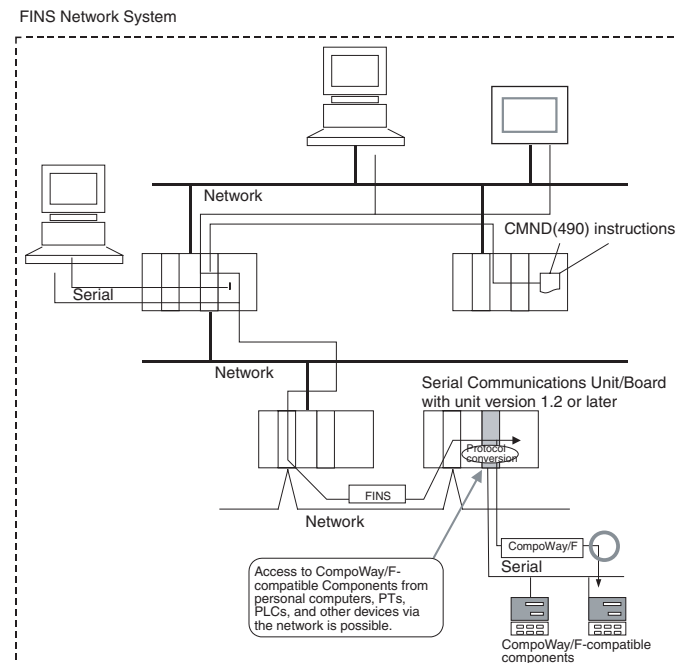 FINS Network System
Network
CMND(490) instructions
Serial
Network
Serial Communications Unit/Board
with unit version 1.2 or later
Protocol
conversion
FINS
Network
CompoWay/F
Serial
Access to CompoWay/F-
compatible Components from
personal computers, PTs,
PLCs, and other devices via
the network is possible.
CompoWay/F-compatible
components